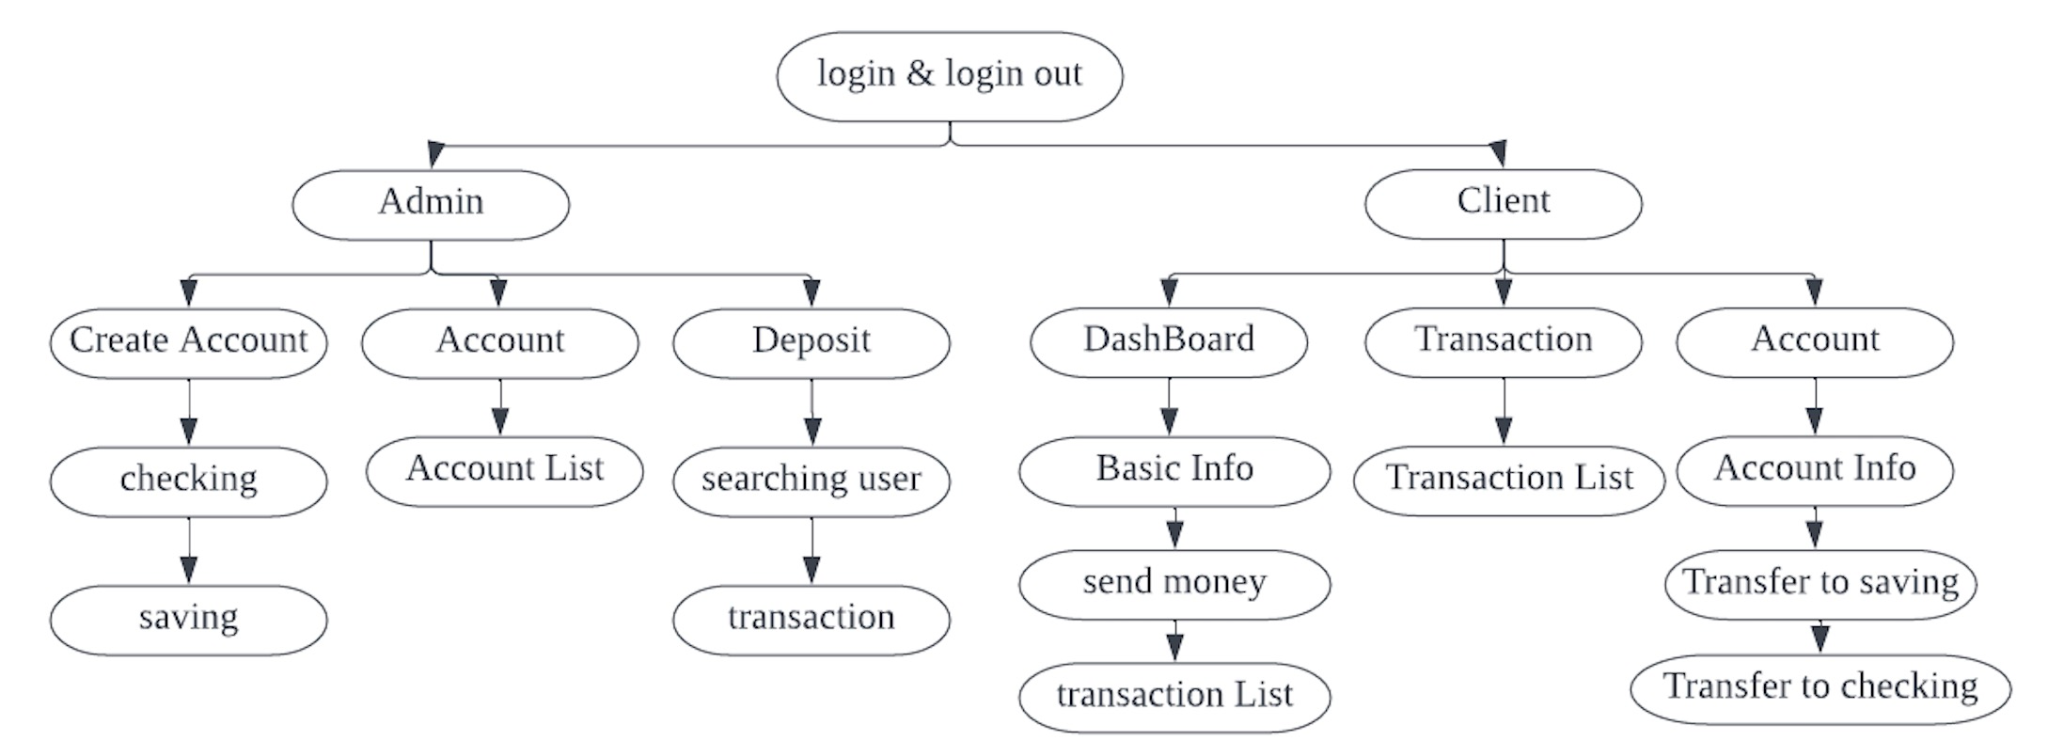 login & login out
Admin
Client
Create Account
Account
Deposit
DashBoard
Transaction
Account
checking
Account List
searching user
Basic Info
Transaction List
Account Info
saving
transaction
send money
Transfer to saving
transaction List
Transfer to checking